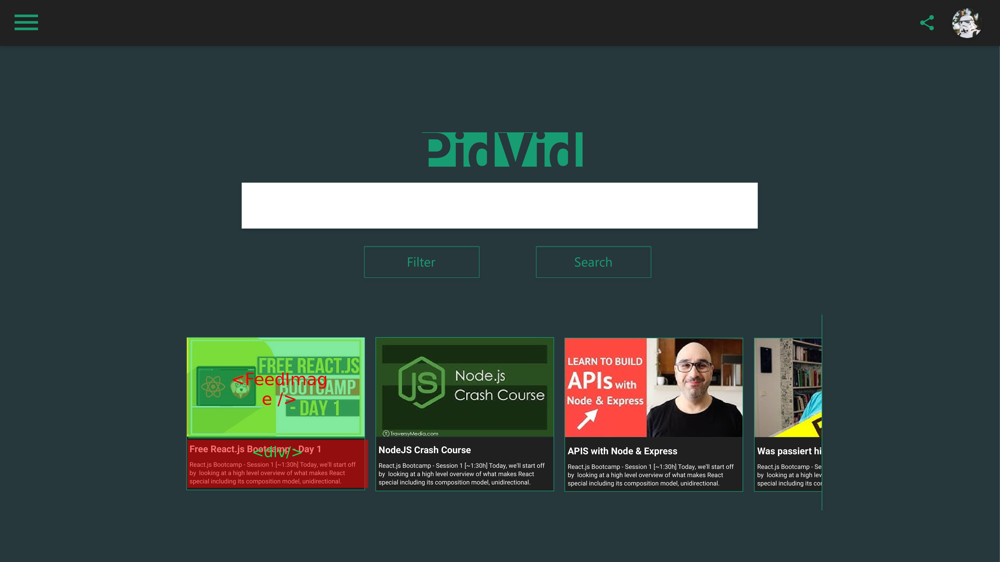 PidVid
Filter
Search
FREE REACT.JS
BOOTCAMP
- DAY 1
<FeedImag
e />
Free React.js Bootcamp - Day 1
<div/>
React.js Bootcamp - Session 1 [~1:30h] Today, we'll start off
by  looking at a high level overview of what makes React
special including its composition model, unidirectional.
JS
Node.js
Crash Course
TraversyMedia.com
NodeJS Crash Course
React.js Bootcamp - Session 1 [~1:30h] Today, we'll start off
by  looking at a high level overview of what makes React
special including its composition model, unidirectional.
LEARN TO BUILD
APIs with
Node & Express
APIS with Node & Express
React.js Bootcamp - Session 1 [~1:30h] Today, we'll start off
by  looking at a high level overview of what makes React
special including its composition model, unidirectional.
Was passiert hi
React.js Bootcamp - Se
by  looking at a high lev
special including its cor